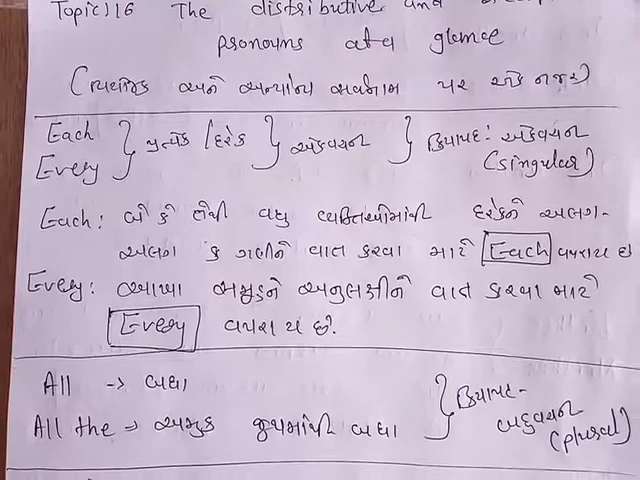 Topic:16 The distributive and
pronouns at a glance
(વિભાજક અને અન્યોન્ય સર્વનામ પર એક નજર)
Each
Every } પ્રત્યેક / દરેક } એકવચન } ક્રિયાપદ: એકવચન (singular)
Each: બે કે તેથી વધુ વ્યક્તિઓમાંથી દરેકને અલગ-
અલગ ગણીને વાત કરવા માટે Each વપરાય છે
Every: આખા સમૂહને અનુલક્ષીને વાત કરવા માટે
Every વપરાય છે.
All → બધા
All the → અમુક જૂથમાંથી બધા } ક્રિયાપદ- બહુવચન (plural)